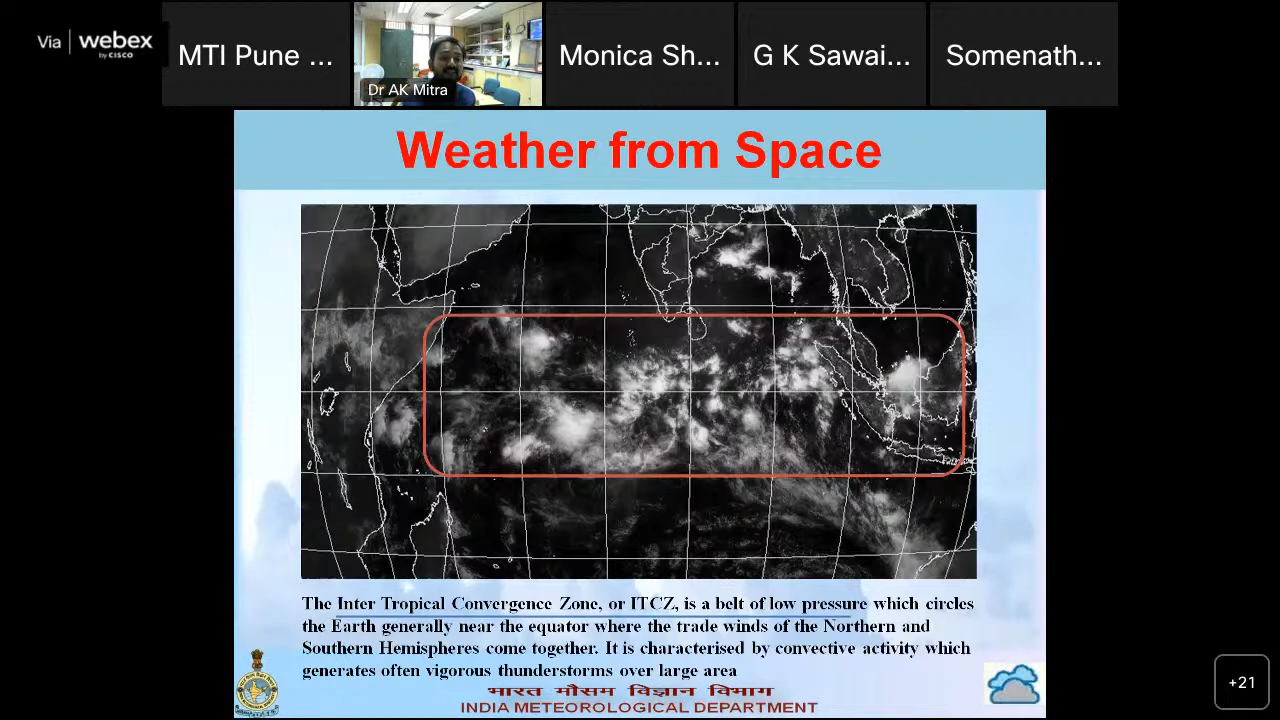 Via | webex
by CISCO
MTI Pune ...
Dr AK Mitra
Monica Sh...
G K Sawai...
Somenath...
Weather from Space
The Inter Tropical Convergence Zone, or ITCZ, is a belt of low pressure which circles
the Earth generally near the equator where the trade winds of the Northern and
Southern Hemispheres come together. It is characterised by convective activity which
generates often vigorous thunderstorms over large area
भारत मौसम विज्ञान विभाग
INDIA METEOROLOGICAL DEPARTMENT
+21